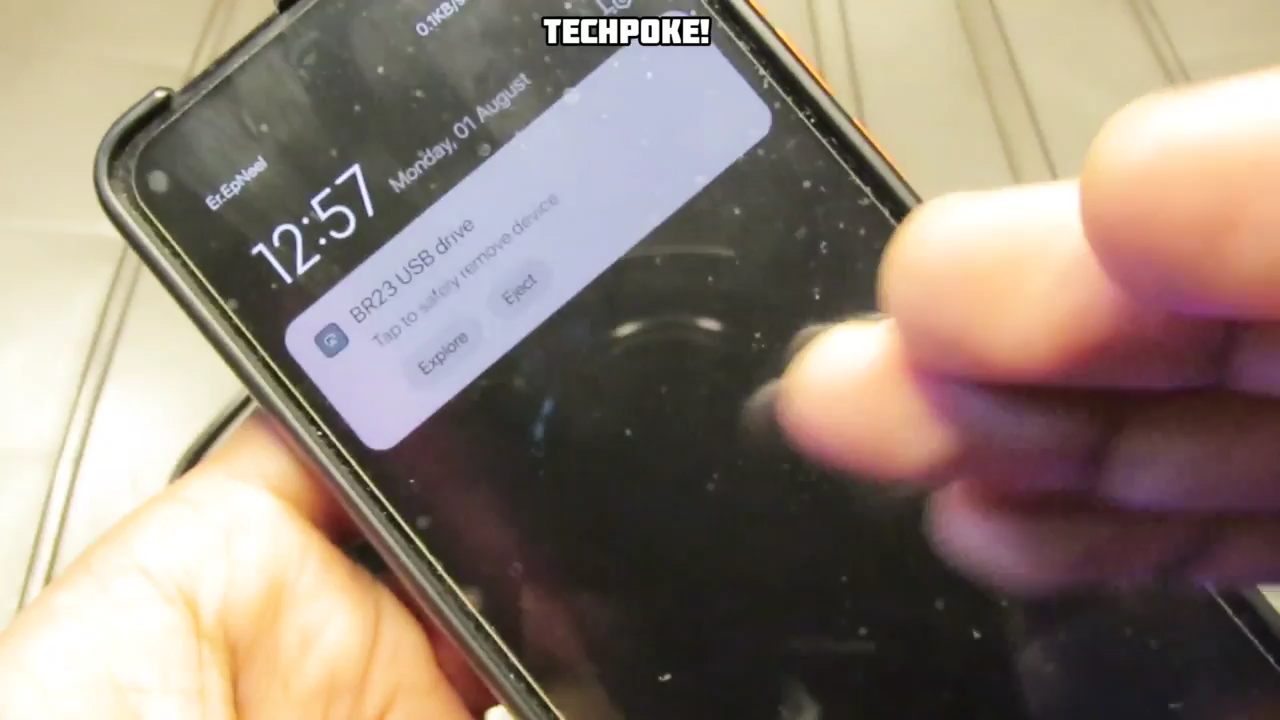 TECHPOKE!
0.1KB/s
Er.EpNeel
12:57
Monday, 01 August
BR23 USB drive
Tap to safely remove device
Explore
Eject